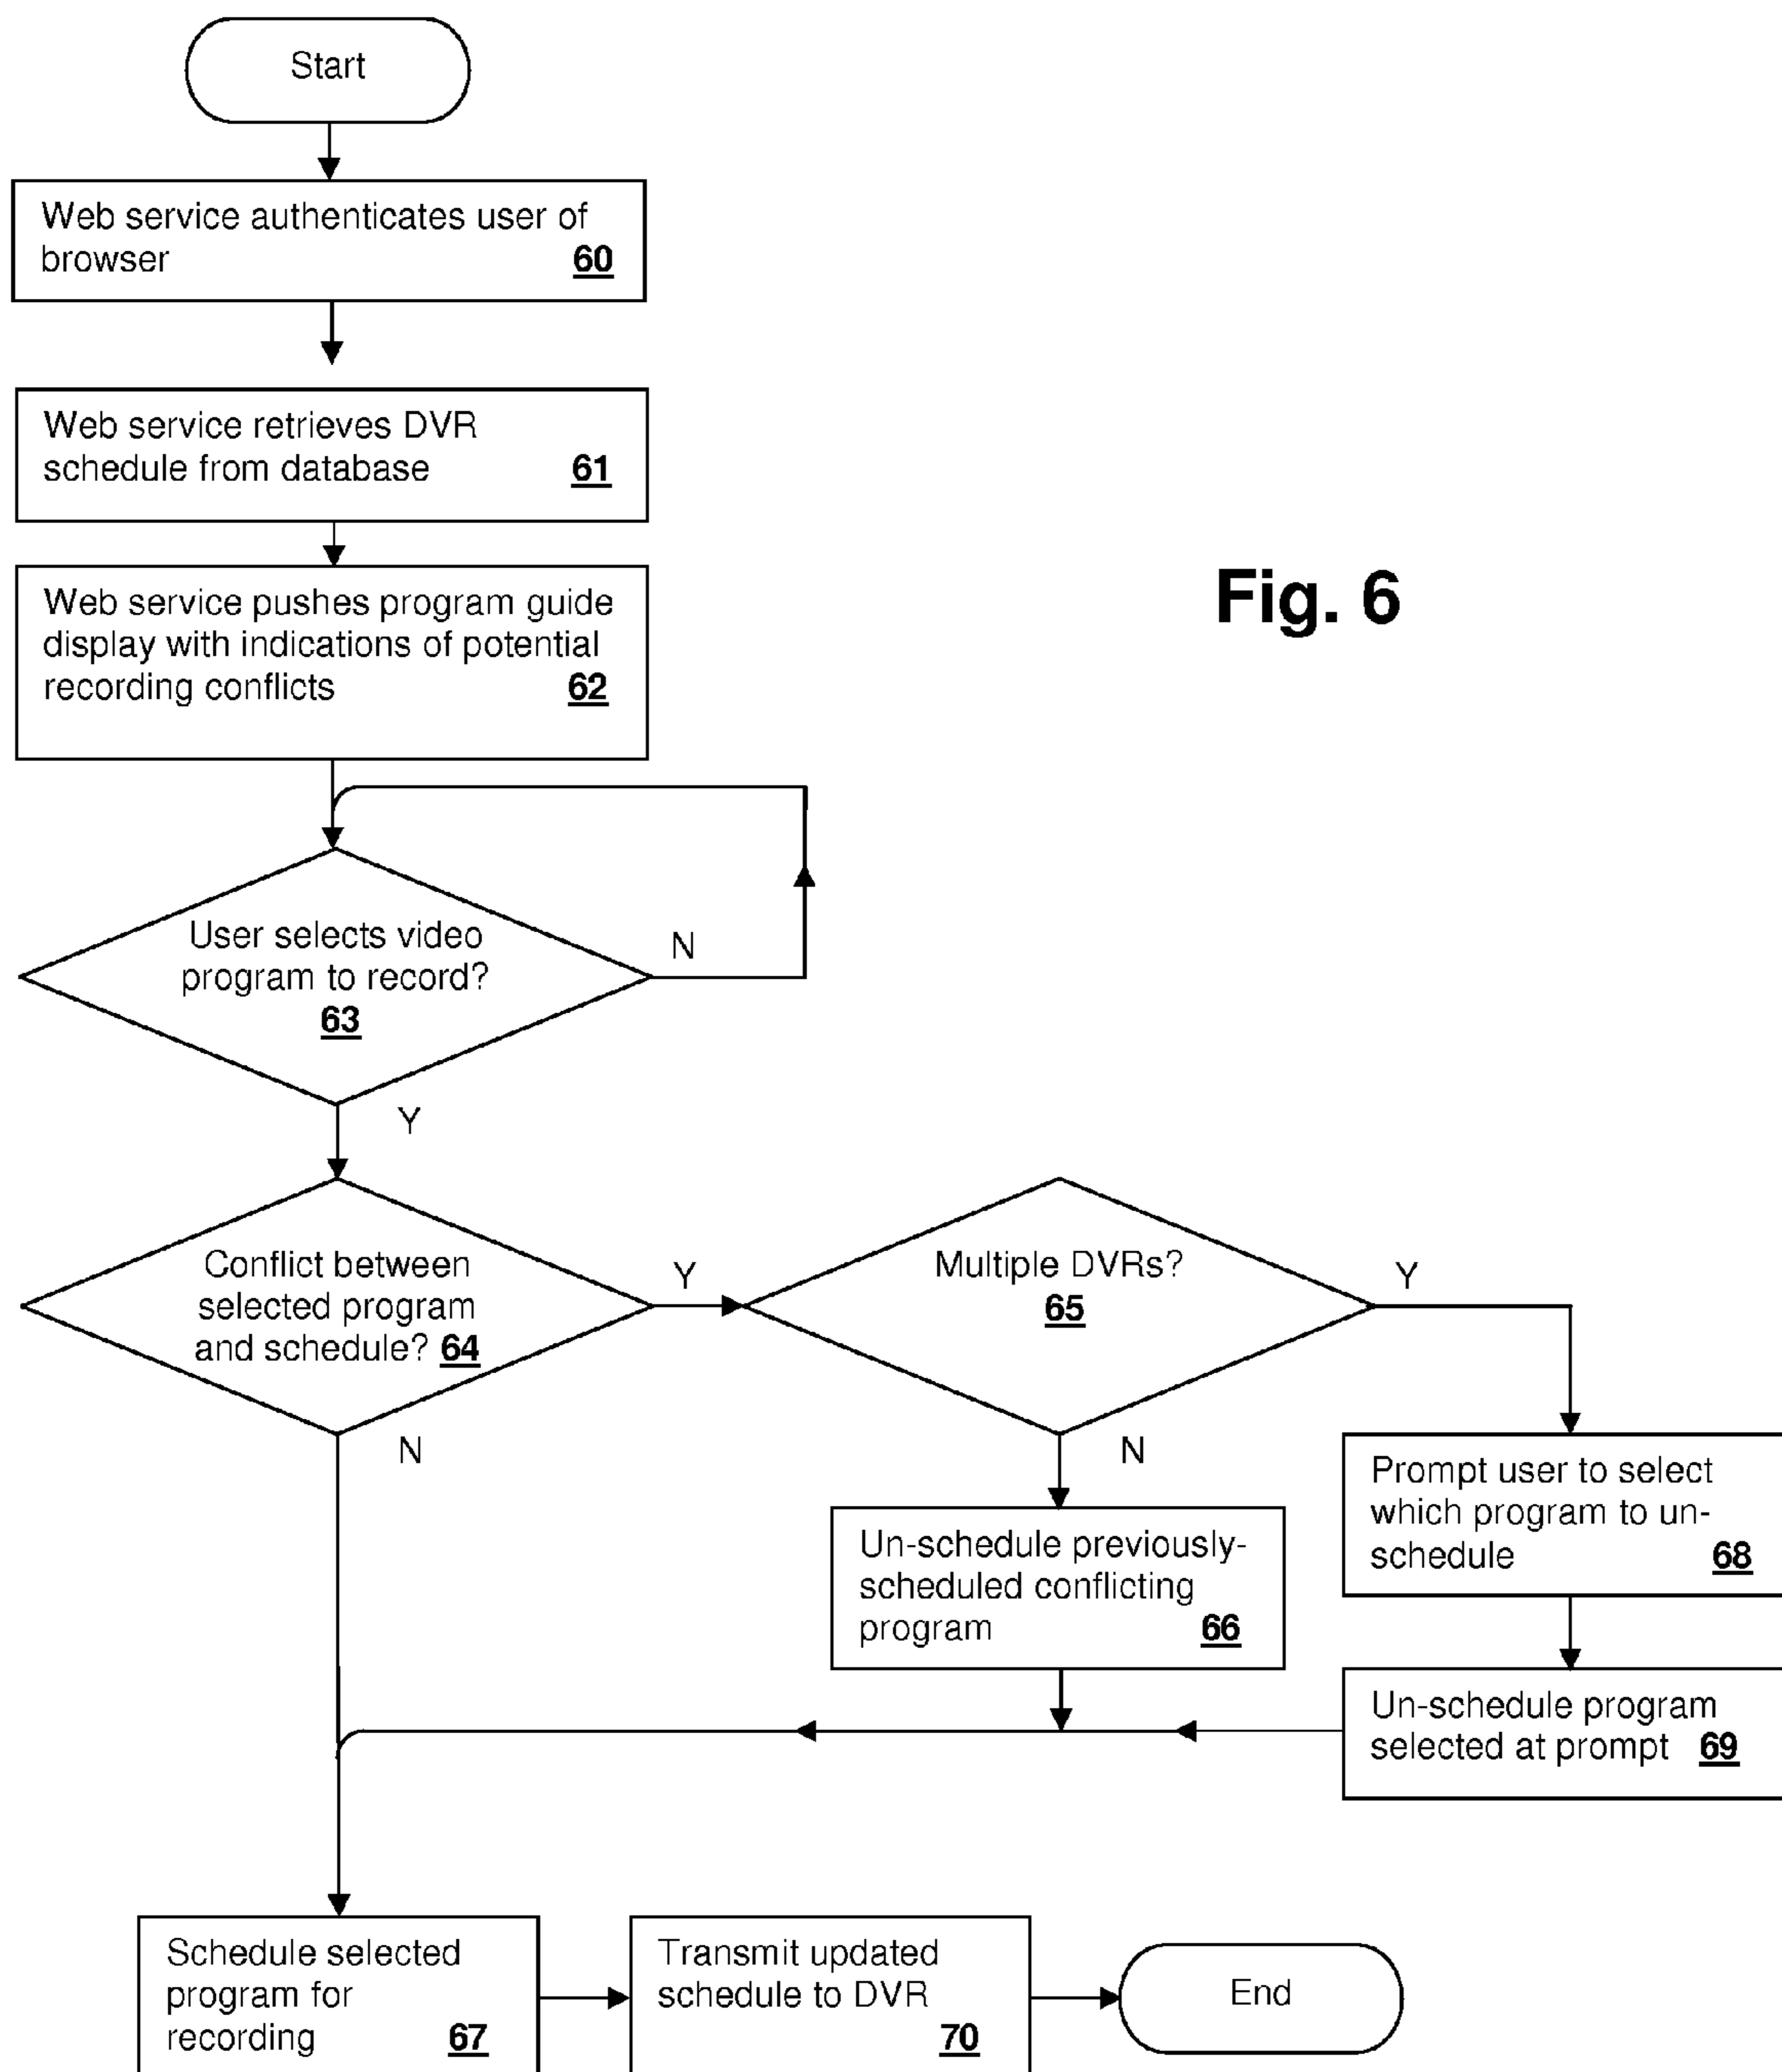 Start
Web service authenticates user of
browser 60
Web service retrieves DVR
schedule from database 61
Web service pushes program guide
display with indications of potential
recording conflicts 62
Fig. 6
User selects video
program to record?
63
N
Y
Conflict between
selected program
and schedule? 64
Y
N
Multiple DVRs?
65
Y
N
Prompt user to select
which program to un-
schedule 68
Un-schedule previously-
scheduled conflicting
program 66
Un-schedule program
selected at prompt 69
Schedule selected
program for
recording 67
Transmit updated
schedule to DVR
70
End